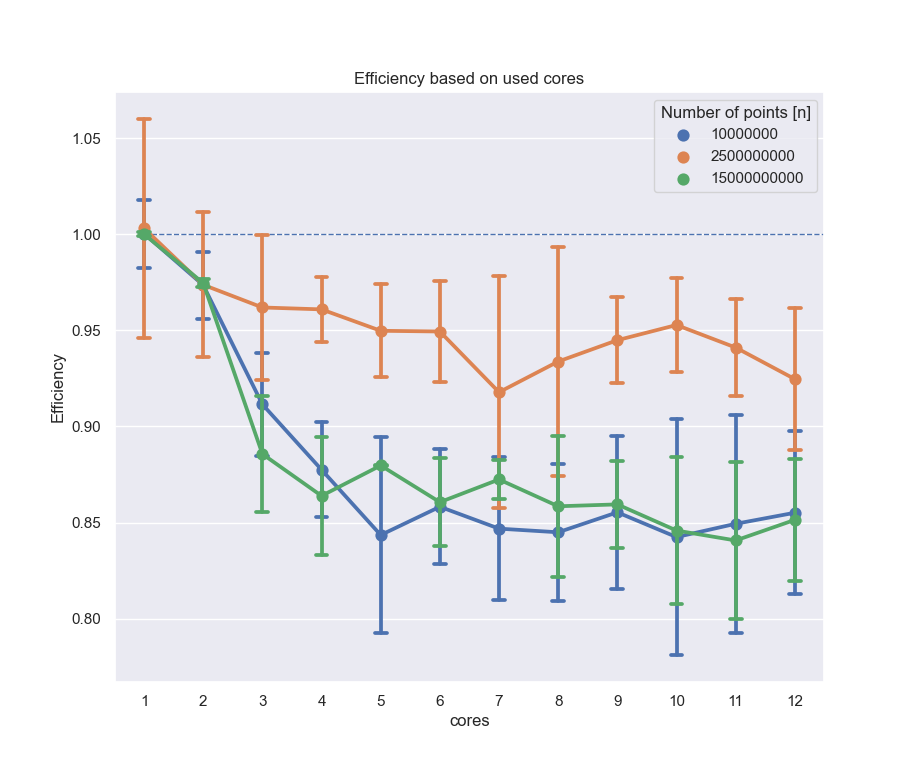 Efficiency based on used cores
Number of points [n]
10000000
2500000000
15000000000
Efficiency
1.05
1.00
0.95
0.90
0.85
0.80
1 2 3 4 5 6 7 8 9 10 11 12
cores